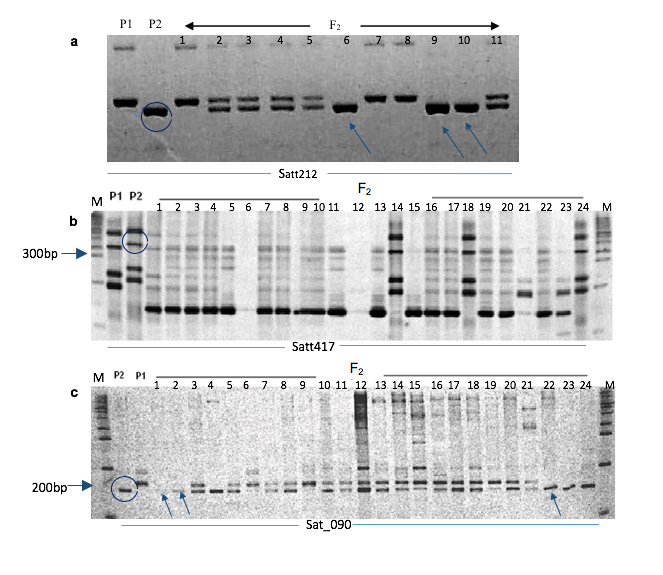 P1 P2 F2
a
1 2 3 4 5 6 7 8 9 10 11
Satt212
F2
M P1 P2 1 2 3 4 5 6 7 8 9 10 11 12 13 14 15 16 17 18 19 20 21 22 23 24 M
b
300bp
Satt417
F2
M P2 P1 1 2 3 4 5 6 7 8 9 10 11 12 13 14 15 16 17 18 19 20 21 22 23 24 M
c
200bp
Sat_090